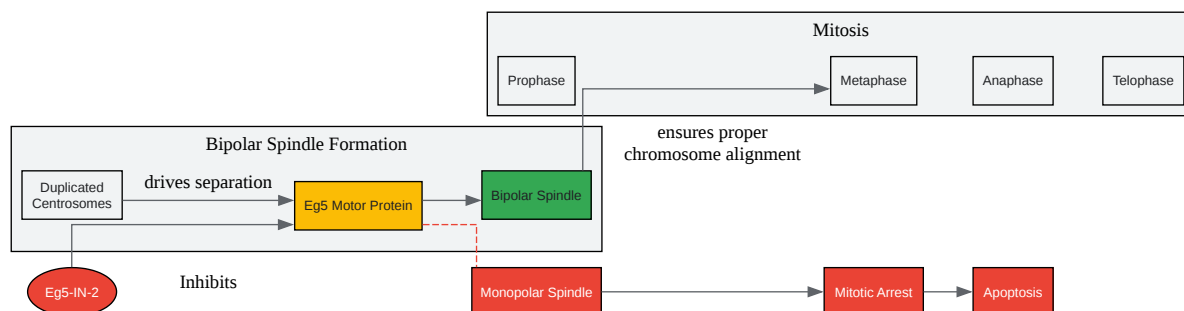 Mitosis
Prophase
Metaphase
Anaphase
Telophase
ensures proper
chromosome alignment
Bipolar Spindle Formation
Duplicated
Centrosomes
drives separation
Eg5 Motor Protein
Bipolar Spindle
Eg5-IN-2
Inhibits
Monopolar Spindle
Mitotic Arrest
Apoptosis